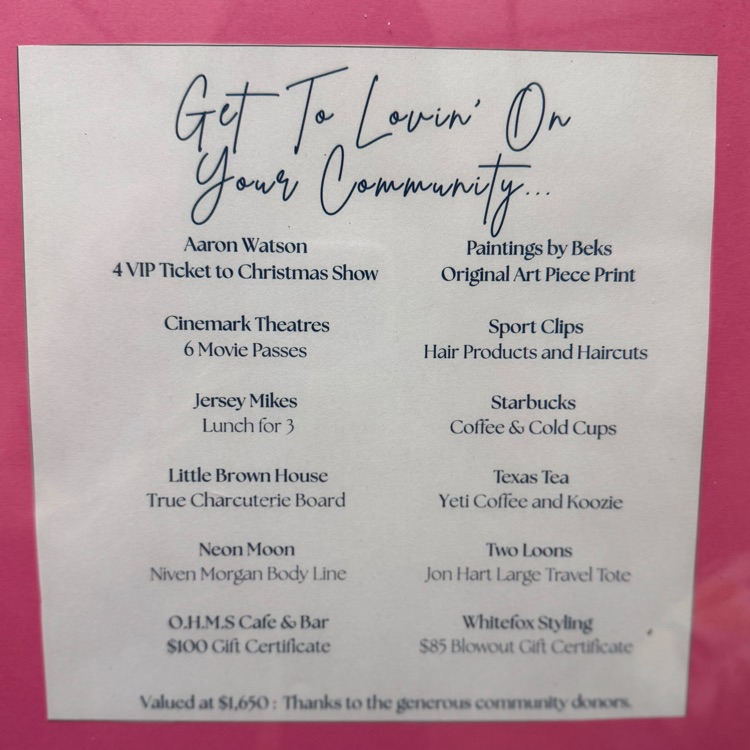 Get To Lovin' On
Your Community...
Aaron Watson
4 VIP Ticket to Christmas Show
Cinemark Theatres
6 Movie Passes
Jersey Mikes
Lunch for 3
Little Brown House
True Charcuterie Board
Neon Moon
Niven Morgan Body Line
O.H.M.S Cafe & Bar
$100 Gift Certificate
Paintings by Beks
Original Art Piece Print
Sport Clips
Hair Products and Haircuts
Starbucks
Coffee & Cold Cups
Texas Tea
Yeti Coffee and Koozie
Two Loons
Jon Hart Large Travel Tote
Whitefox Styling
$85 Blowout Gift Certificate
Valued at $1,650 : Thanks to the generous community donors.